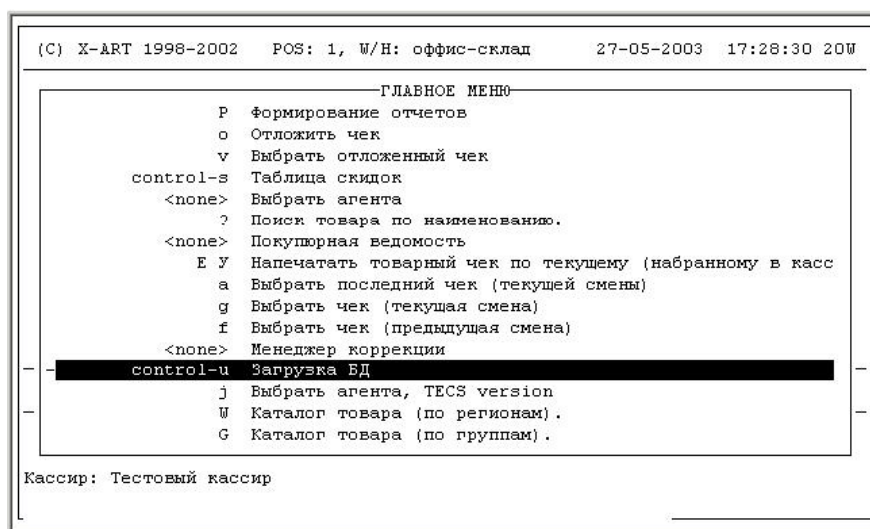 (C) X-ART 1998-2002 POS: 1, W/H: оффис-склад 27-05-2003 17:28:30 20W
ГЛАВНОЕ МЕНЮ
P Формирование отчетов
o Отложить чек
v Выбрать отложенный чек
control-s Таблица скидок
<none> Выбрать агента
? Поиск товара по наименованию.
<none> Покупюрная ведомость
E У Напечатать товарный чек по текущему (набранному в касс
a Выбрать последний чек (текущей смены)
g Выбрать чек (текущая смена)
f Выбрать чек (предыдущая смена)
<none> Менеджер коррекции
control-u Загрузка БД
j Выбрать агента, TECS version
W Каталог товара (по регионам).
G Каталог товара (по группам).
Кассир: Тестовый кассир